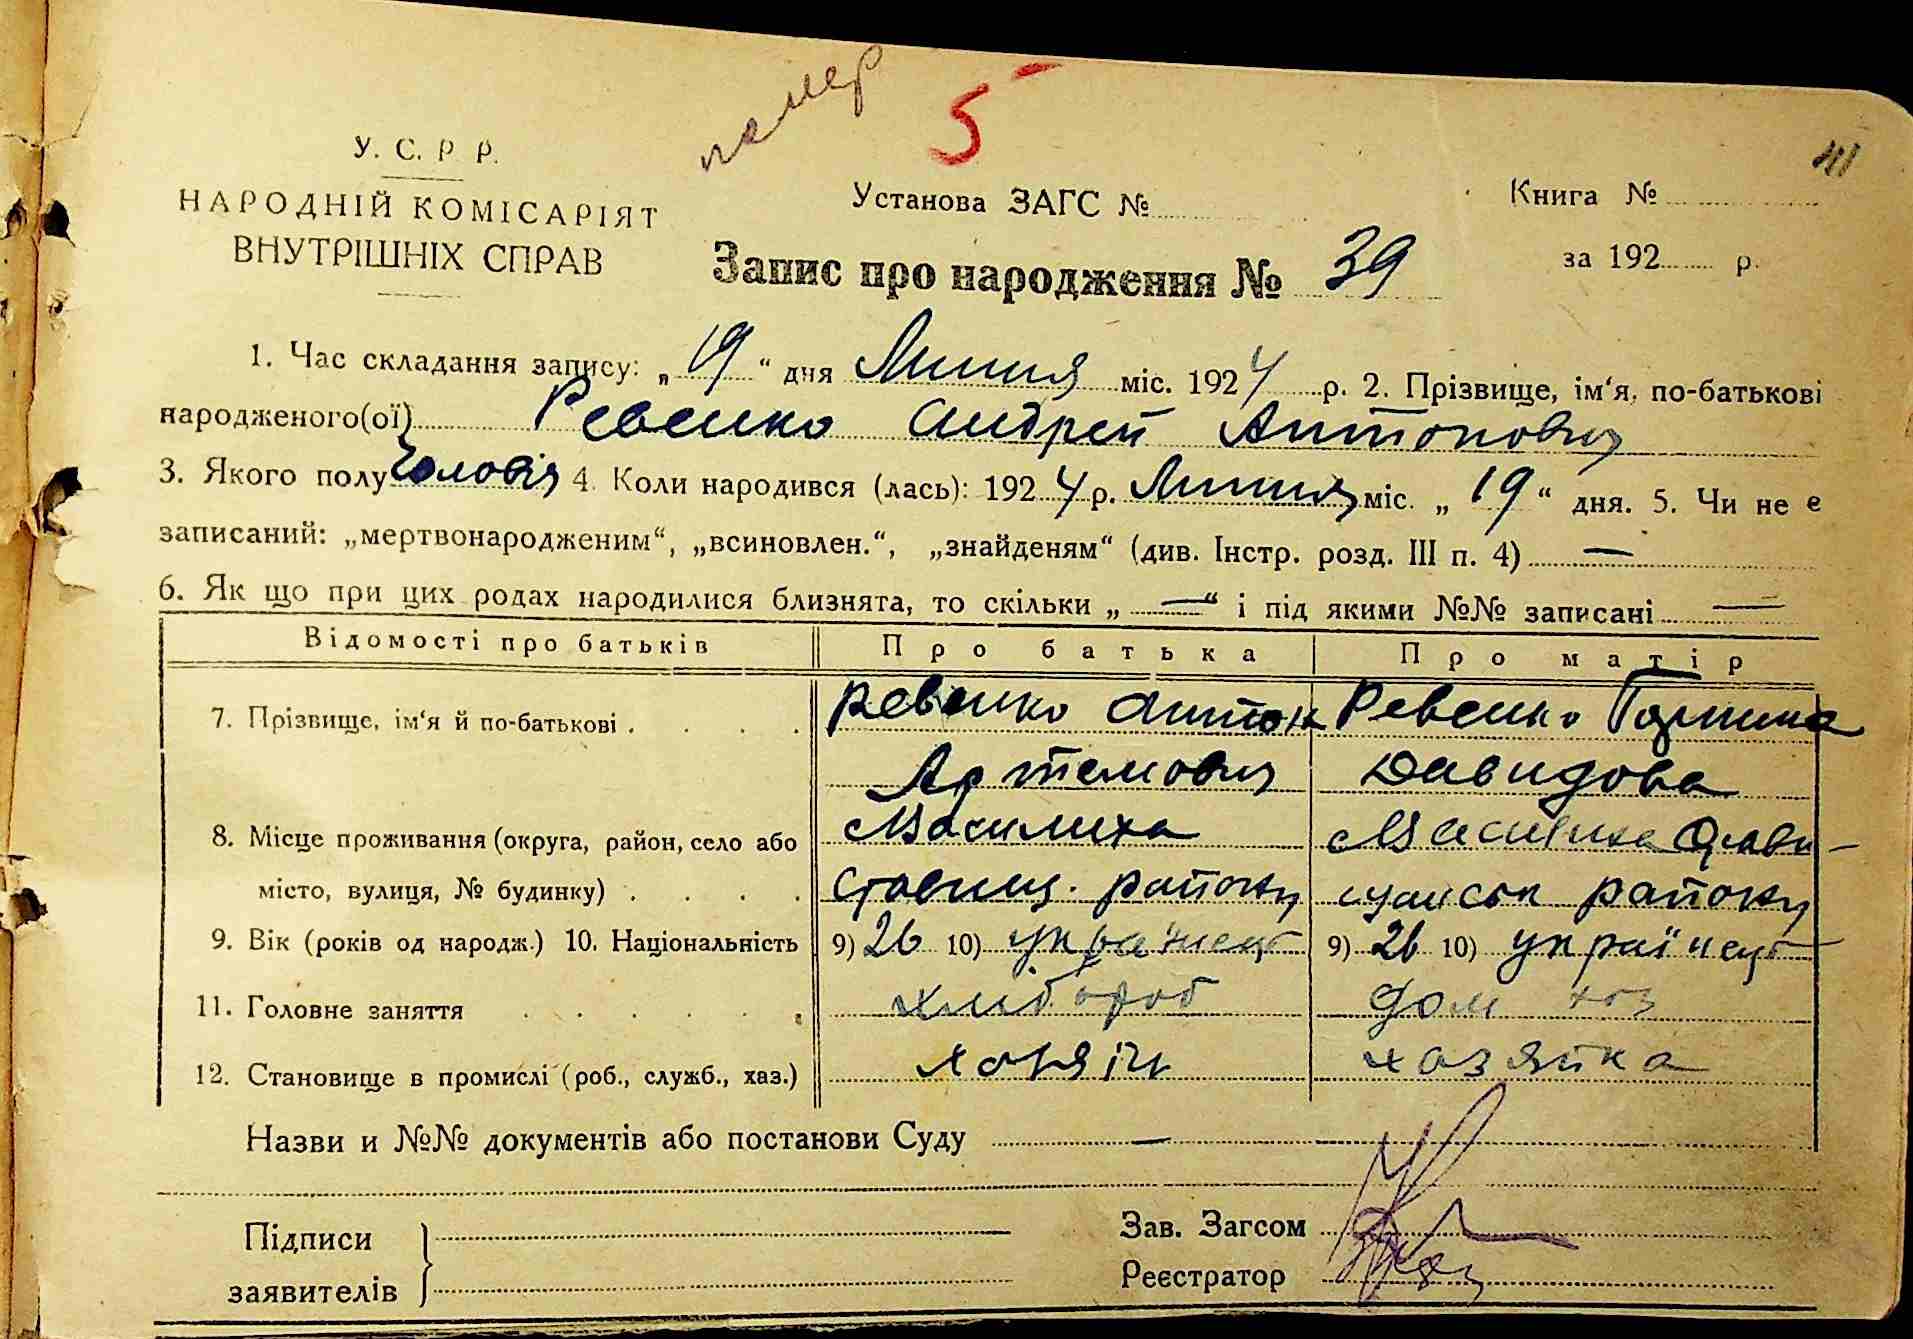 помер
5
41
У. С. Р. Р.
НАРОДНІЙ КОМІСАРІЯТ
ВНУТРІШНІХ СПРАВ
Установа ЗАГС №
Книга №
за 192 р.
Запис про народження № 39
1. Час складання запису: „ 19 “ дня Липня міс. 1924 р. 2. Прізвище, ім‘я, по-батькові
народженого(ої) Ревенко Андрей Антонович
3. Якого полу Чоловія 4. Коли народився (лась): 1924 р. Липня міс. „ 19 “ дня. 5. Чи не є
записаний: „мертвонародженим“, „всиновлен.“, „знайденям“ (див. Інстр. розд. III п. 4) —
6. Як що при цих родах народилися близнята, то скільки „ — “ і під якими №№ записані —
Відомості про батьків Про батька Про матір
7. Прізвище, ім‘я й по-батькові . . . . Ревенко Антон Ревенко
Артемович Давидова
8. Місце проживання (округа, район, село або Василиха Василиха
місто, вулиця, № будинку) . . . . району району
9. Вік (років од народж.) 10. Національність 9) 26 10) українець 9) 26 10) українець
11. Головне заняття . . . . . хлібороб дом хоз
12. Становище в промислі (роб., служб., хаз.) хазяін хазяйка
Назви и №№ документів або постанови Суду —
Підписи
заявителів
Зав. Загсом
Реєстратор